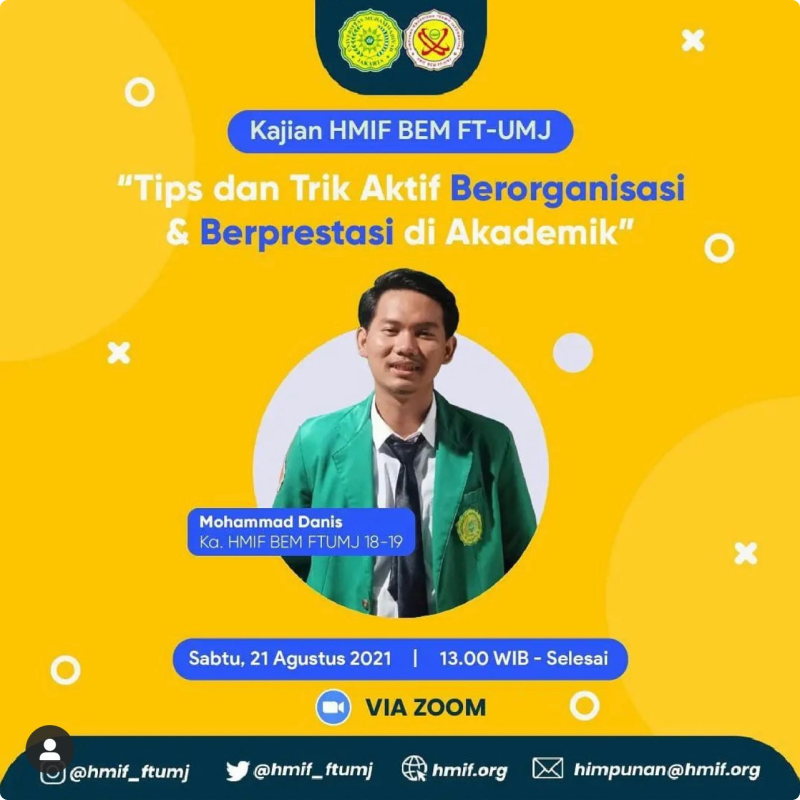 Kajian HMIF BEM FT-UMJ
“Tips dan Trik Aktif Berorganisasi
& Berprestasi di Akademik”
Mohammad Danis
Ka. HMIF BEM FTUMJ 18-19
Sabtu, 21 Agustus 2021 | 13.00 WIB - Selesai
VIA ZOOM
@hmif_ftumj @hmif_ftumj hmif.org himpunan@hmif.org